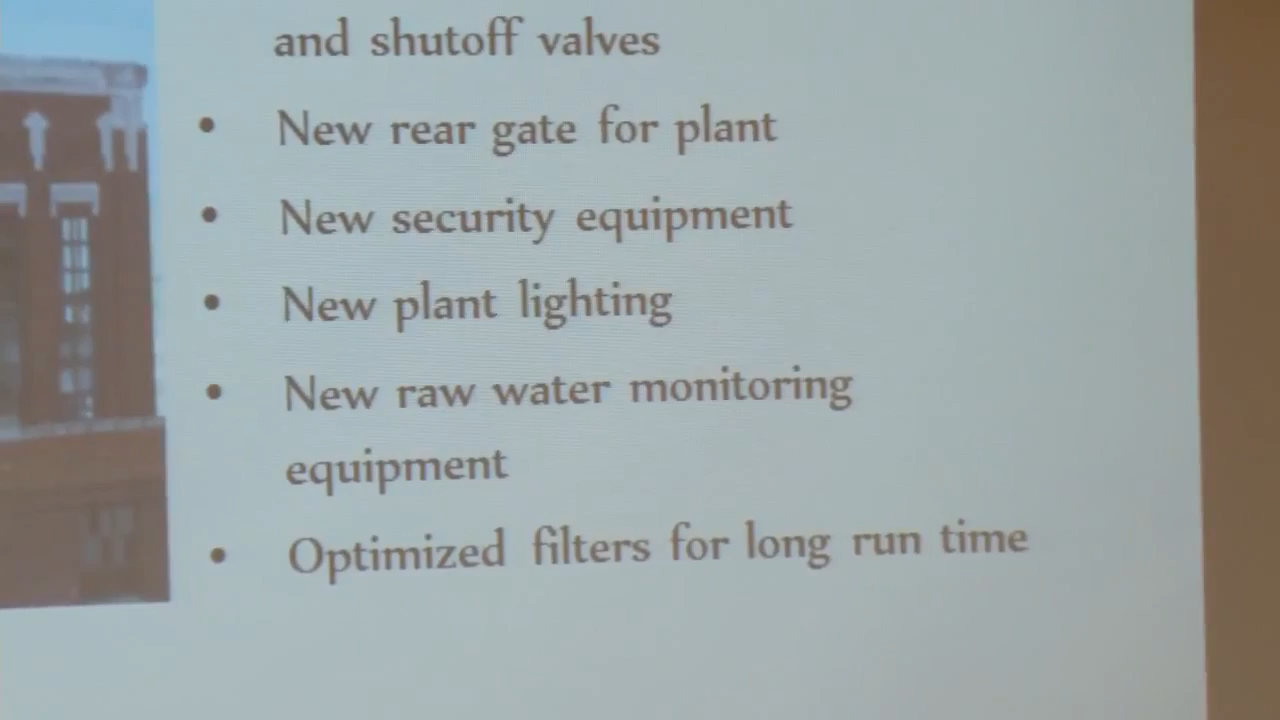 and shutoff valves
• New rear gate for plant
• New security equipment
• New plant lighting
• New raw water monitoring
equipment
• Optimized filters for long run time